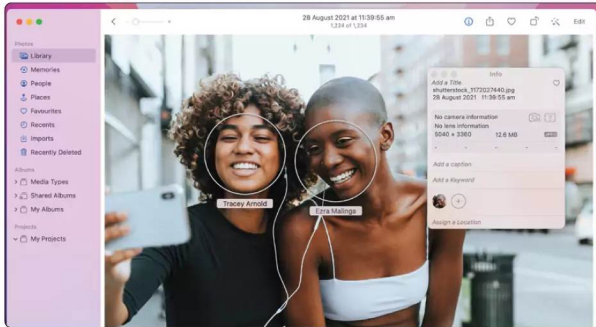 28 August 2021 at 11:39:55 am
1,234 of 1,334
Edit
Photos
Library
Memories
People
Places
Favourites
Recents
Imports
Recently Deleted
Albums
Media Types
Shared Albums
My Albums
Projects
My Projects
Tracey Arnold
Ezra Malinga
Info
Add a Title
shutterstock_1172027440.jpg
28 August 2021 11:39:55 am
No camera information
No lens information
5040 × 3360 12.6 MB JPEG
Add a caption
Add a Keyword
Assign a Location